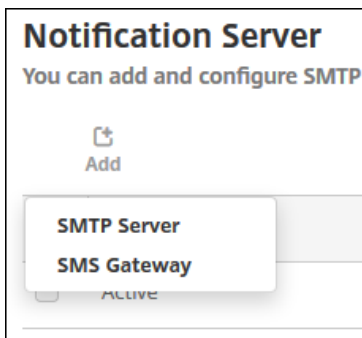 Notification Server
You can add and configure SMTP
Add
SMTP Server
SMS Gateway
Active